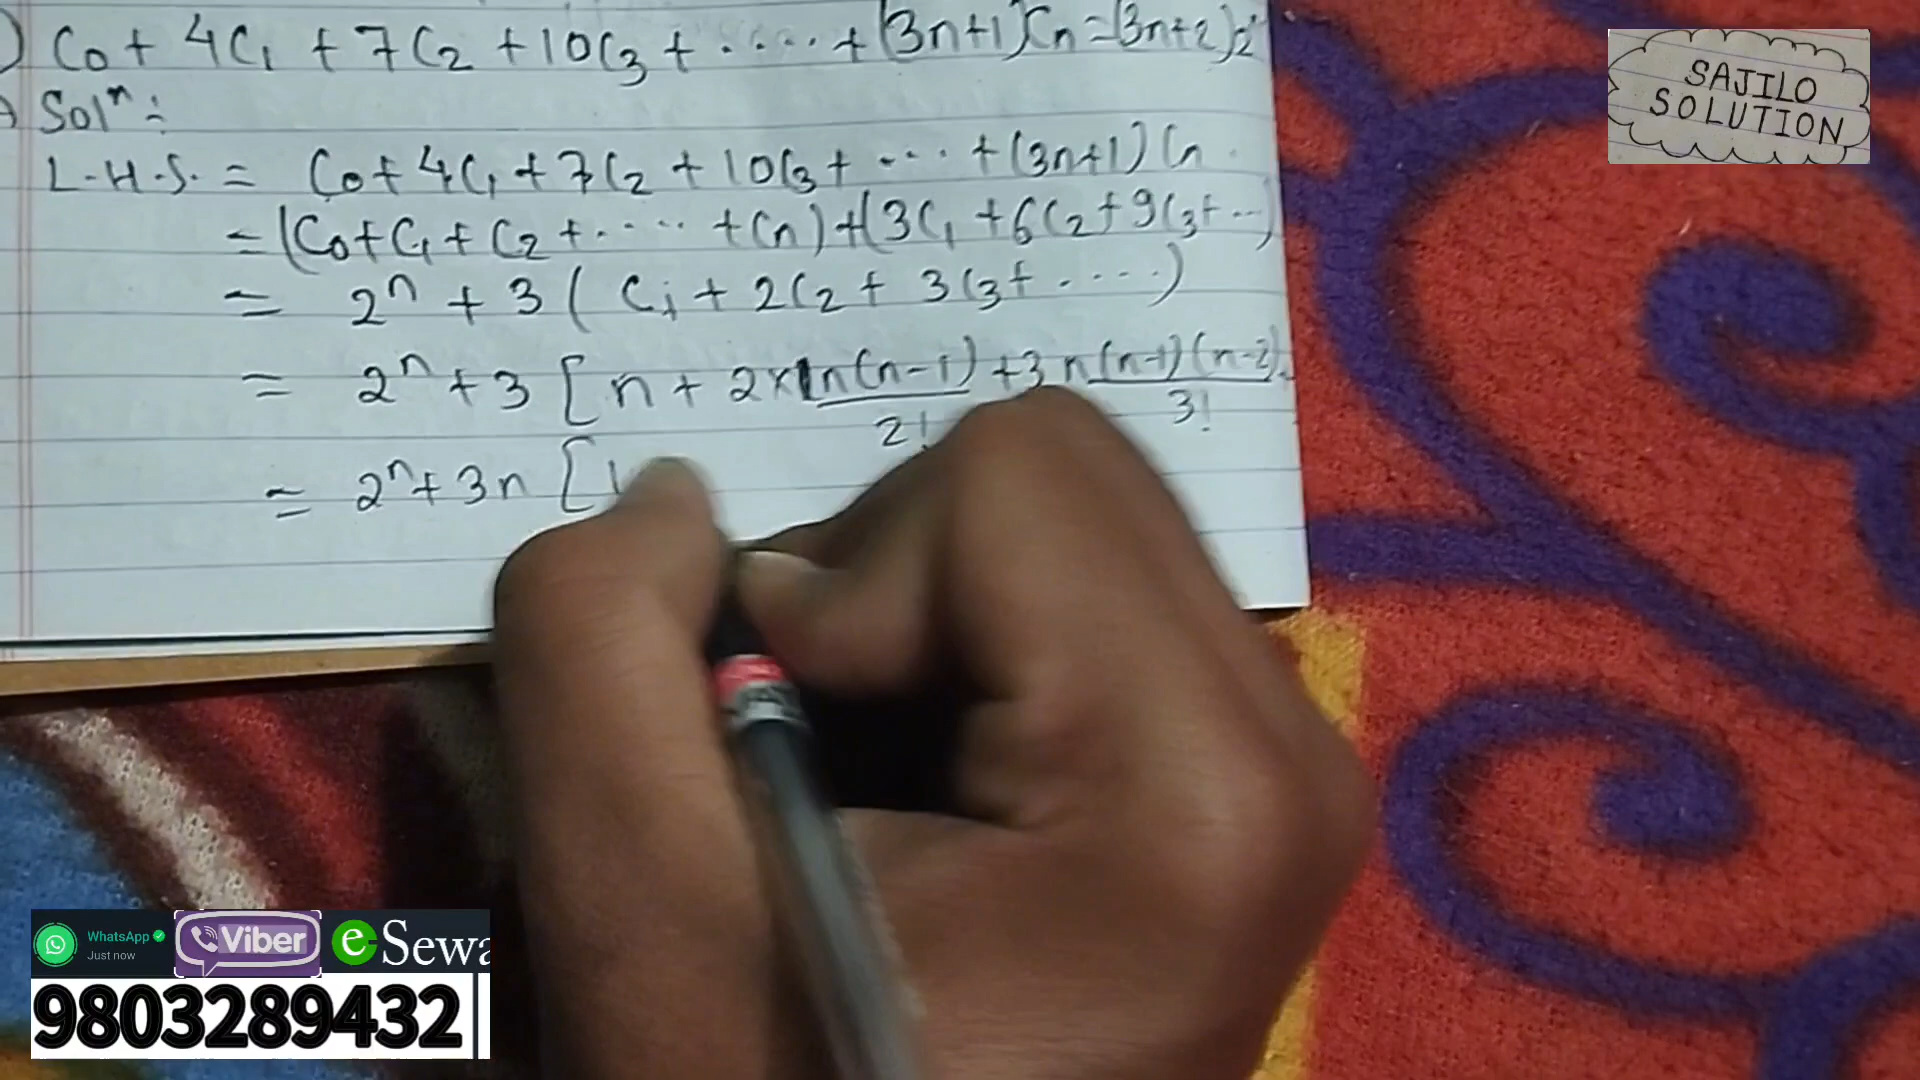 ) C₀ + 4C₁ + 7C₂ + 10C₃ + ..... + (3n+1)Cn = (3n+2)2
Solⁿ :
L.H.S. = C₀ + 4C₁ + 7C₂ + 10C₃ + .... + (3n+1) Cn
= (C₀ + C₁ + C₂ + ..... + Cn) + (3C₁ + 6C₂ + 9C₃ + ...)
= 2ⁿ + 3 ( C₁ + 2C₂ + 3C₃ + .....)
= 2ⁿ + 3 [ n + 2 × n(n-1)/2! + 3 n(n-1)(n-2)/3!
= 2ⁿ + 3n [ 1
SAJILO
SOLUTION
WhatsApp
Just now
Viber
e-Sewa
9803289432